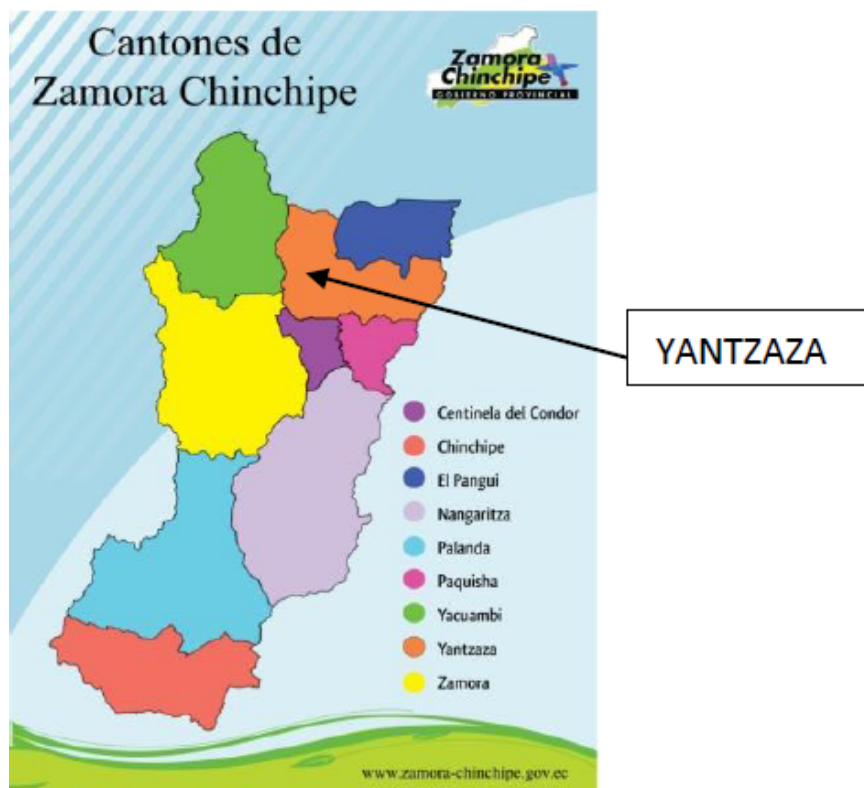 Cantones de
Zamora Chinchipe
Zamora
Chinchipe
GOBIERNO PROVINCIAL
YANTZAZA
Centinela del Condor
Chinchipe
El Pangui
Nangaritza
Palanda
Paquisha
Yacuambi
Yantzaza
Zamora
www.zamora-chinchipe.gov.ec